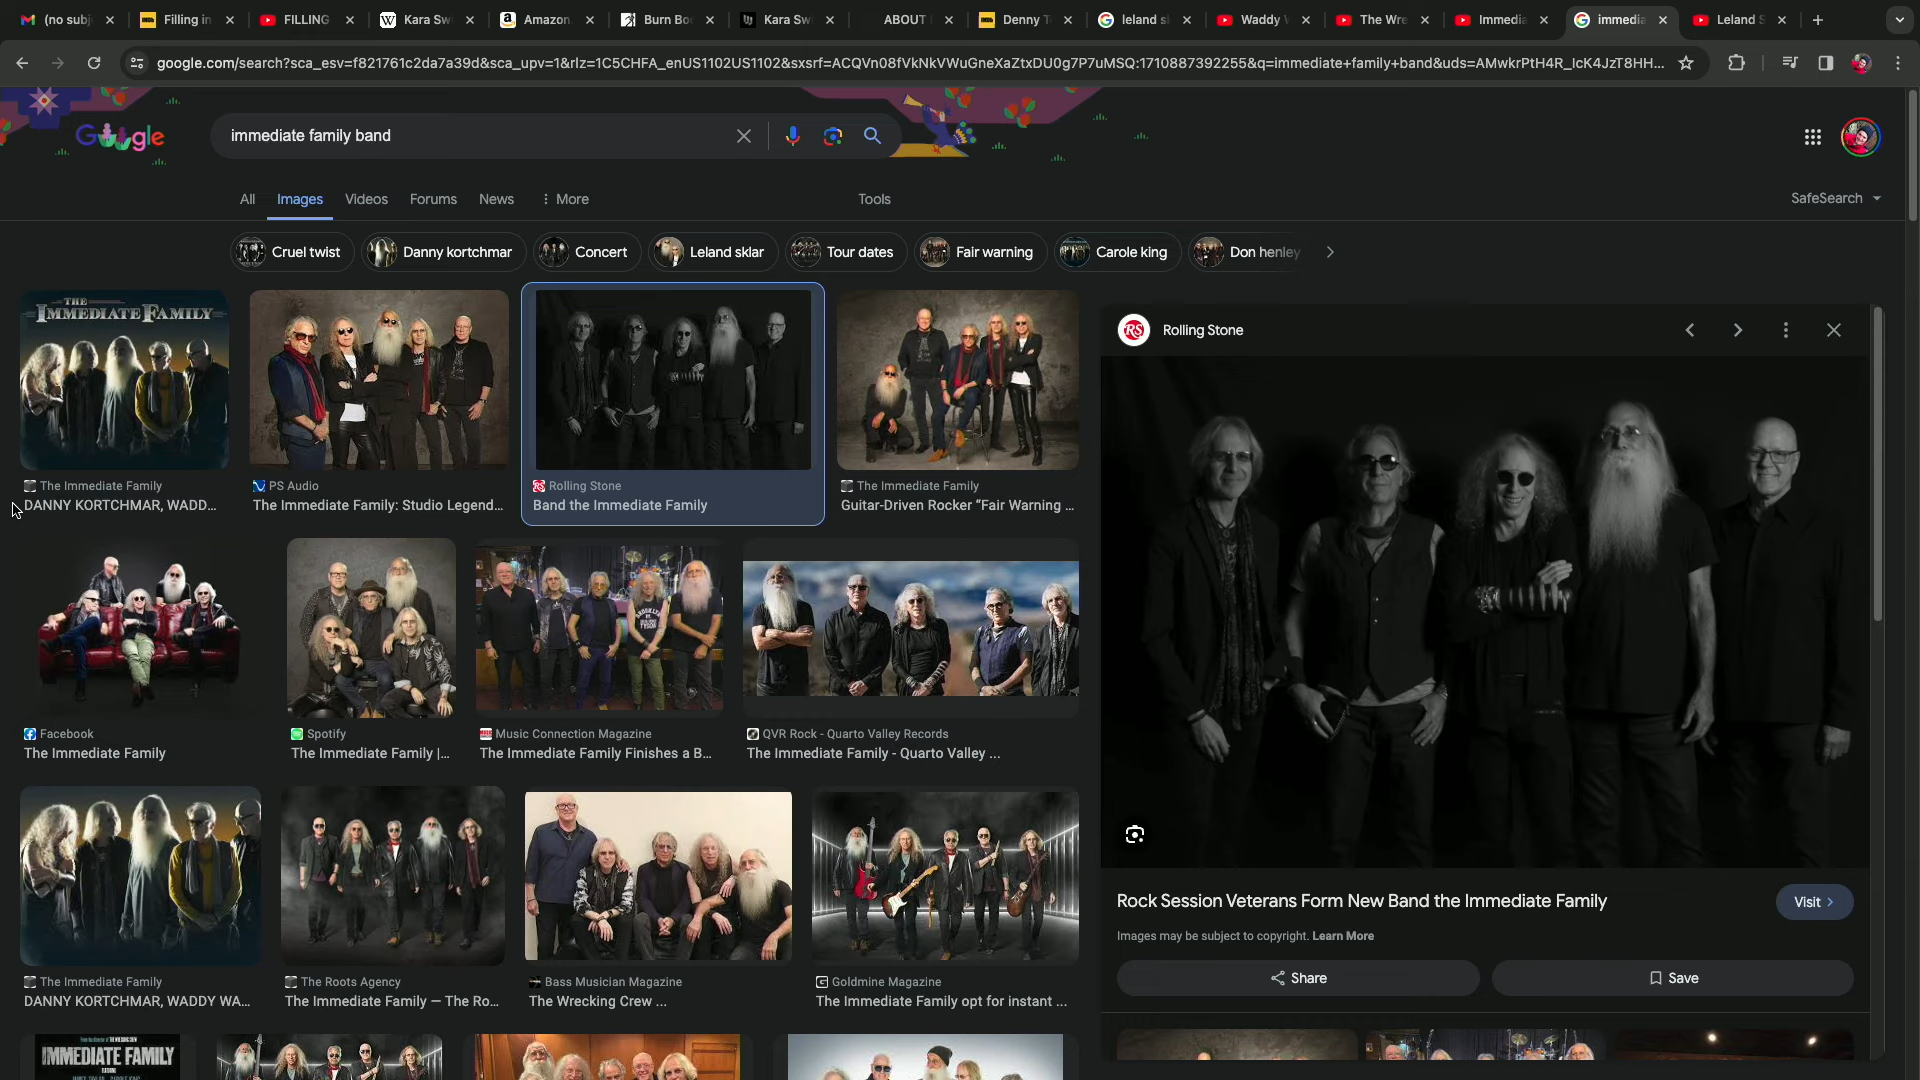 (no subj
Filling in
FILLING
Kara Sw
Amazon
Burn Bo
Kara Sw
ABOUT
Denny T
leland s
Waddy W
The Wre
Immedia
immedia
Leland S
google.com/search?sca_esv=f821761c2da7a39d&sca_upv=1&rlz=1C5CHFA_enUS1102US1102&sxsrf=ACQVn08fVkNkVWuGneXaZtxDU0g7P7uMSQ:1710887392255&q=immediate+family+band&uds=AMwkrPtH4R_IcK4JzT8HH...
Google
immediate family band
All Images Videos Forums News More Tools SafeSearch
Cruel twist Danny kortchmar Concert Leland sklar Tour dates Fair warning Carole king Don henley
THE
IMMEDIATE FAMILY
The Immediate Family
DANNY KORTCHMAR, WADD...
PS Audio
The Immediate Family: Studio Legend...
Rolling Stone
Band the Immediate Family
The Immediate Family
Guitar-Driven Rocker “Fair Warning ...
Facebook
The Immediate Family
Spotify
The Immediate Family |...
BROOKLYN
TYSON
Music Connection Magazine
The Immediate Family Finishes a B...
QVR Rock - Quarto Valley Records
The Immediate Family - Quarto Valley ...
The Immediate Family
DANNY KORTCHMAR, WADDY WA...
The Roots Agency
The Immediate Family — The Ro...
Bass Musician Magazine
The Wrecking Crew ...
Goldmine Magazine
The Immediate Family opt for instant ...
IMMEDIATE FAMILY
RS
Rolling Stone
Rock Session Veterans Form New Band the Immediate Family
Visit
Images may be subject to copyright. Learn More
Share
Save